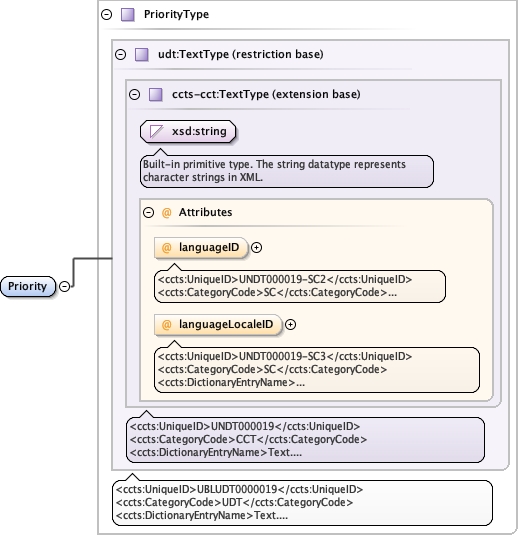 PriorityType
udt:TextType (restriction base)
ccts-cct:TextType (extension base)
xsd:string
Built-in primitive type. The string datatype represents
character strings in XML.
@ Attributes
@ languageID
<ccts:UniqueID>UNDT000019-SC2</ccts:UniqueID>
<ccts:CategoryCode>SC</ccts:CategoryCode>...
@ languageLocaleID
<ccts:UniqueID>UNDT000019-SC3</ccts:UniqueID>
<ccts:CategoryCode>SC</ccts:CategoryCode>
<ccts:DictionaryEntryName>...
Priority
<ccts:UniqueID>UNDT000019</ccts:UniqueID>
<ccts:CategoryCode>CCT</ccts:CategoryCode>
<ccts:DictionaryEntryName>Text....
<ccts:UniqueID>UBLUDT0000019</ccts:UniqueID>
<ccts:CategoryCode>UDT</ccts:CategoryCode>
<ccts:DictionaryEntryName>Text....